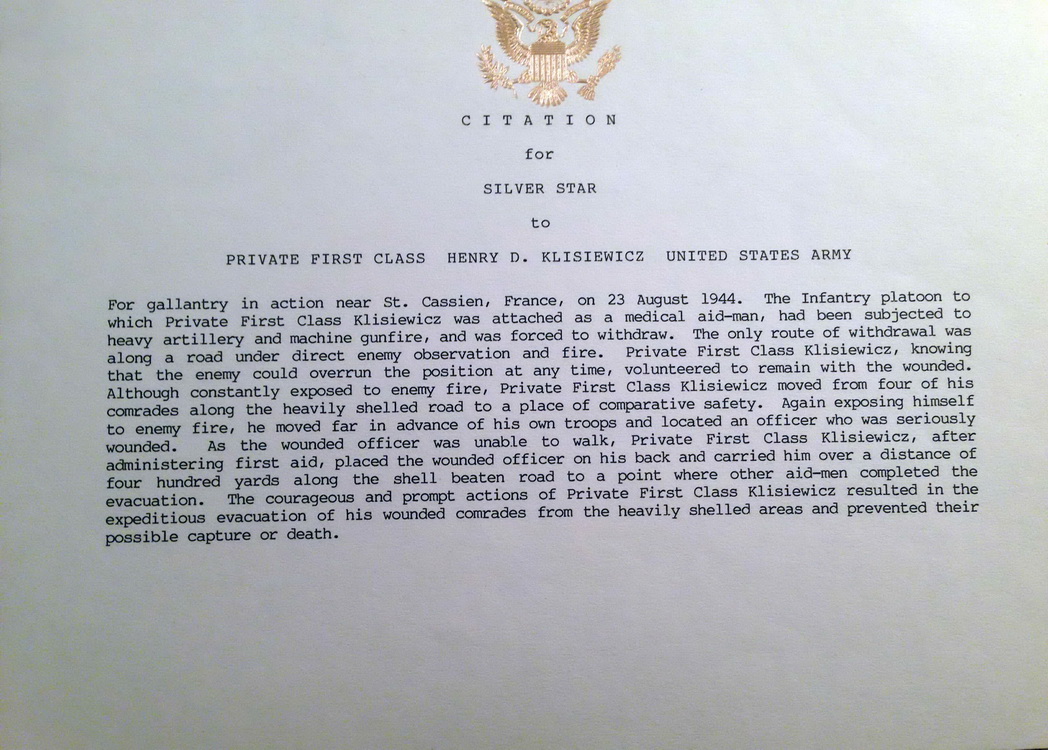 CITATION
for
SILVER STAR
to
PRIVATE FIRST CLASS HENRY D. KLISIEWICZ UNITED STATES ARMY
For gallantry in action near St. Cassien, France, on 23 August 1944. The Infantry platoon to
which Private First Class Klisiewicz was attached as a medical aid-man, had been subjected to
heavy artillery and machine gunfire, and was forced to withdraw. The only route of withdrawal was
along a road under direct enemy observation and fire. Private First Class Klisiewicz, knowing
that the enemy could overrun the position at any time, volunteered to remain with the wounded.
Although constantly exposed to enemy fire, Private First Class Klisiewicz moved from four of his
comrades along the heavily shelled road to a place of comparative safety. Again exposing himself
to enemy fire, he moved far in advance of his own troops and located an officer who was seriously
wounded. As the wounded officer was unable to walk, Private First Class Klisiewicz, after
administering first aid, placed the wounded officer on his back and carried him over a distance of
four hundred yards along the shell beaten road to a point where other aid-men completed the
evacuation. The courageous and prompt actions of Private First Class Klisiewicz resulted in the
expeditious evacuation of his wounded comrades from the heavily shelled areas and prevented their
possible capture or death.